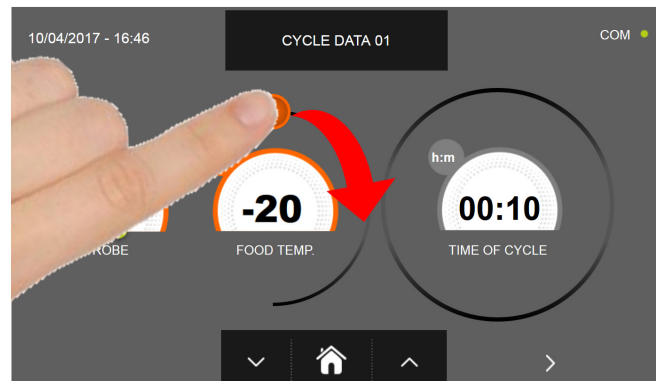 10/04/2017 - 16:46
CYCLE DATA 01
COM
h:m
-20
00:10
FOOD TEMP.
TIME OF CYCLE